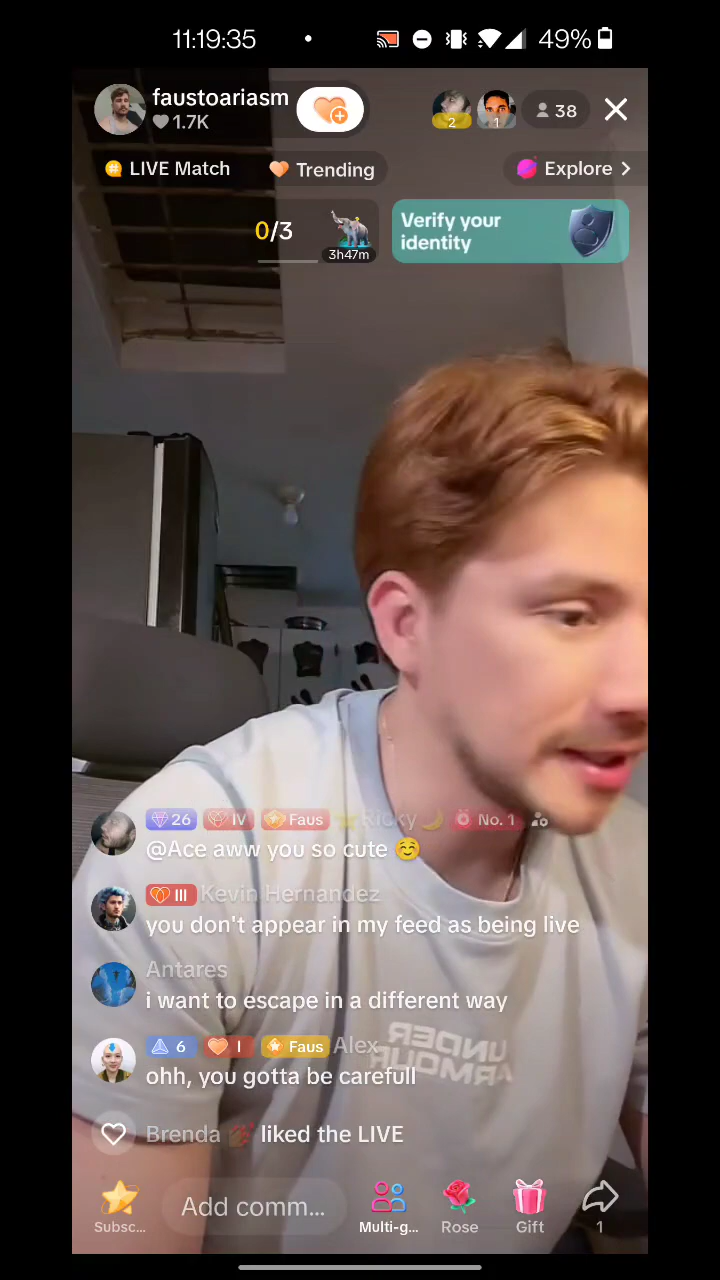 11:19:35
49%
faustoariasm
1.7K
2
1
38
LIVE Match
Trending
Explore
0/3
3h47m
Verify your
identity
26 IV Faus Ricky No. 1
@Ace aww you so cute ☺️
III Kevin Hernandez
you don't appear in my feed as being live
Antares
i want to escape in a different way
6 I Faus Alex
ohh, you gotta be carefull
UNDER
ARMOUR
Brenda 💅 liked the LIVE
Subsc...
Add comm...
Multi-g...
Rose
Gift
1